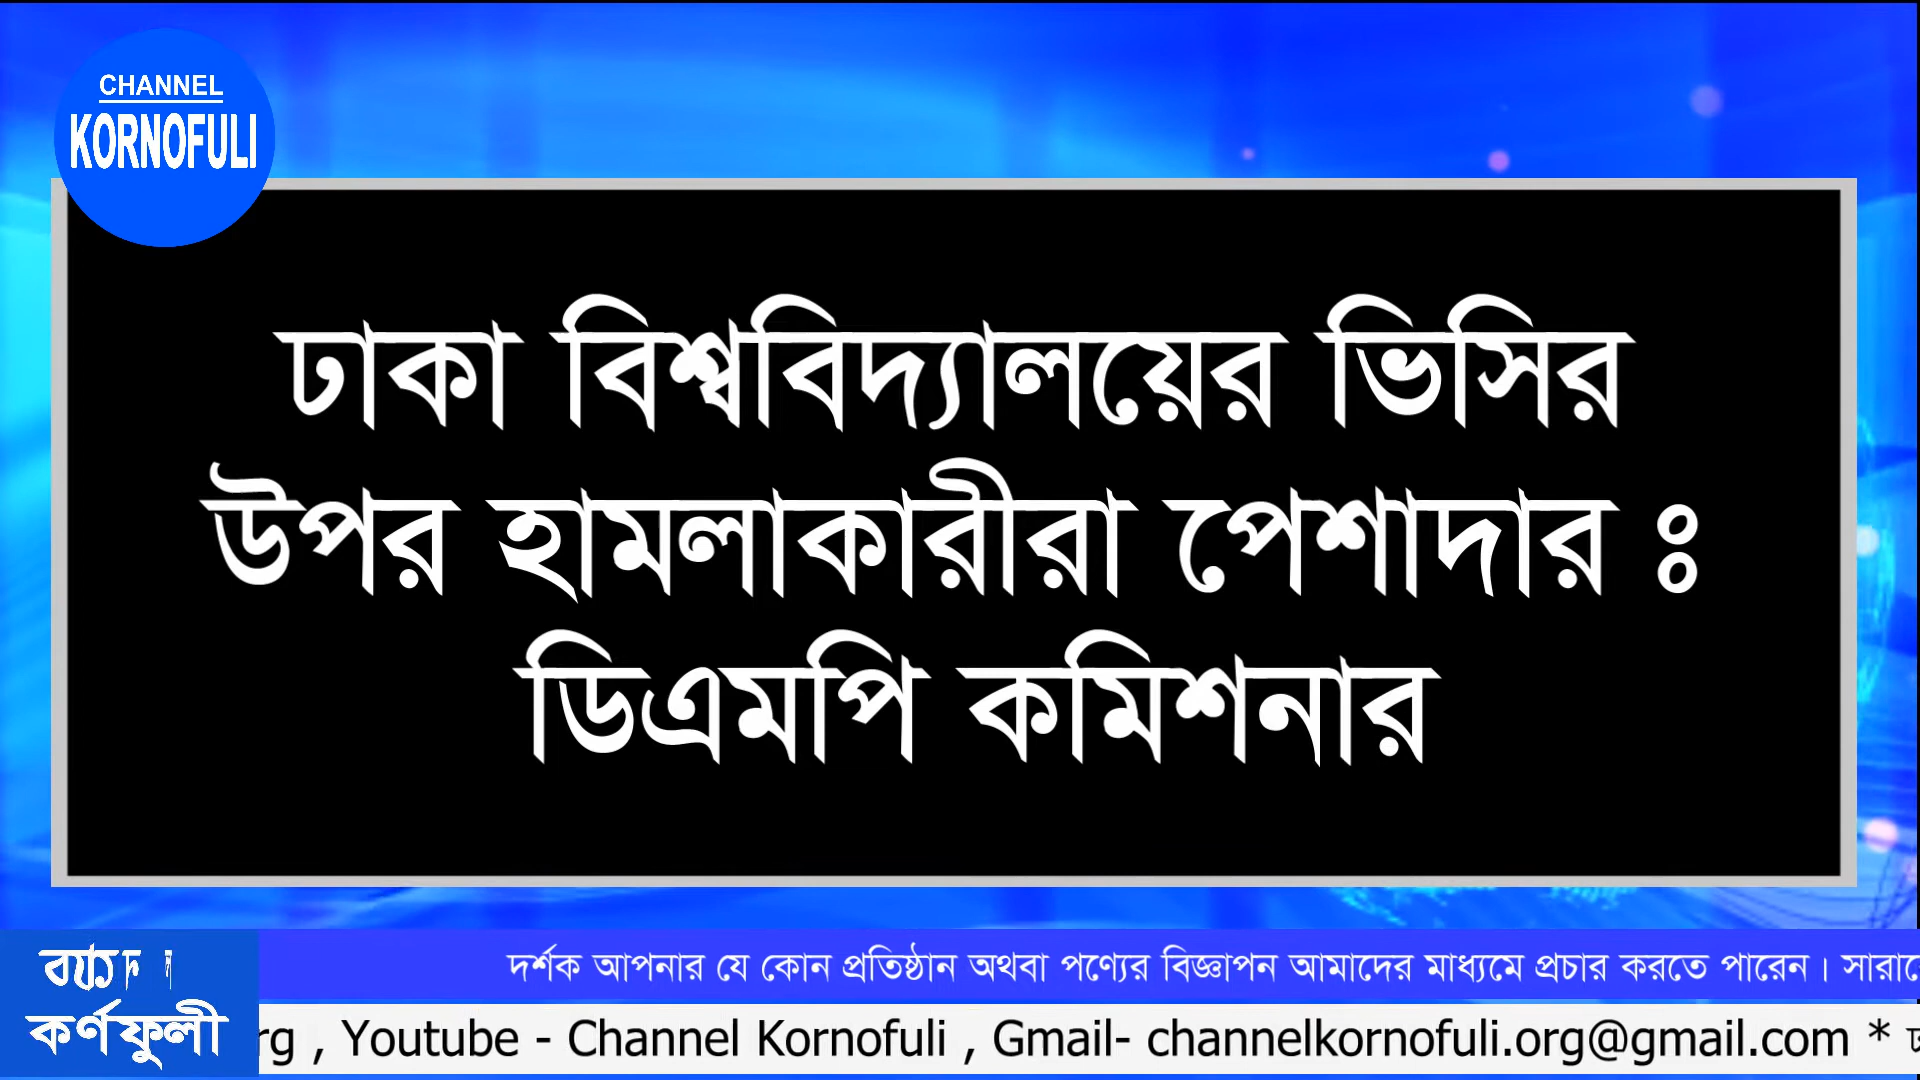 CHANNEL
KORNOFULI
ঢাকা বিশ্ববিদ্যালয়ের ভিসির
উপর হামলাকারীরা পেশাদার ঃ
ডিএমপি কমিশনার
দর্শক আপনার যে কোন প্রতিষ্ঠান অথবা পণ্যের বিজ্ঞাপন আমাদের মাধ্যমে প্রচার করতে পারেন।
কর্ণফুলী
rg , Youtube - Channel Kornofuli , Gmail- channelkornofuli.org@gmail.com *